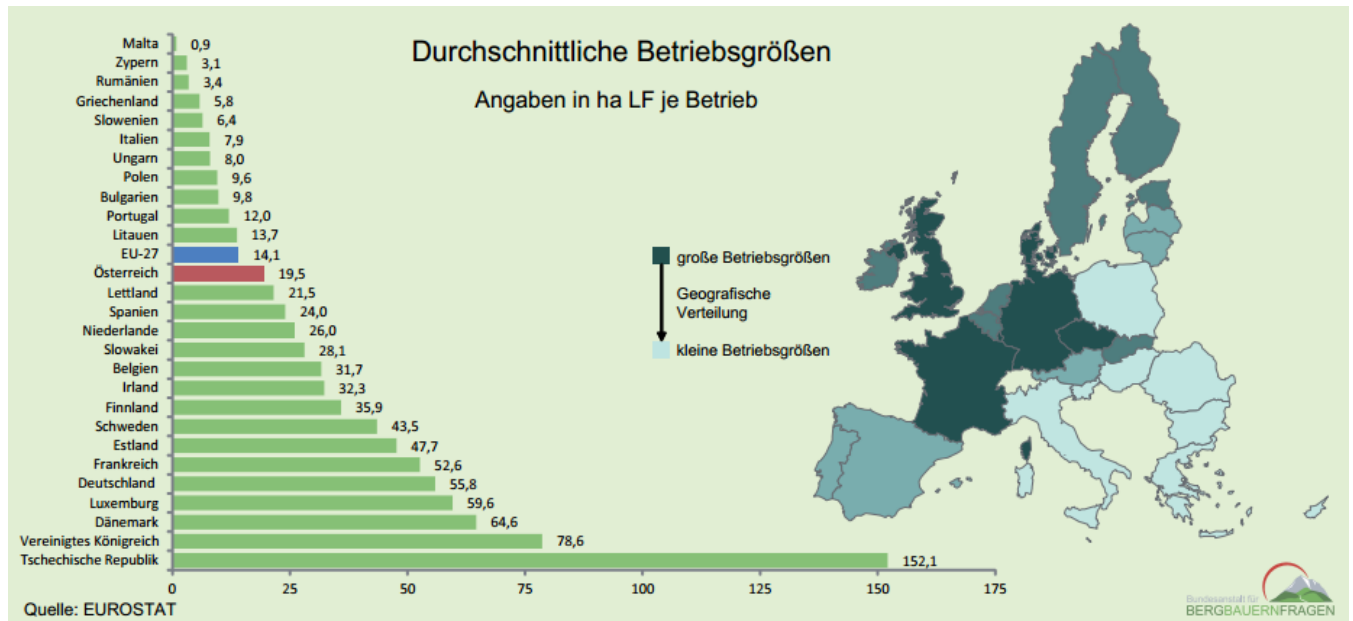 Durchschnittliche Betriebsgrößen
Angaben in ha LF je Betrieb
Malta 0,9
Zypern 3,1
Rumänien 3,4
Griechenland 5,8
Slowenien 6,4
Italien 7,9
Ungarn 8,0
Polen 9,6
Bulgarien 9,8
Portugal 12,0
Litauen 13,7
EU-27 14,1
Österreich 19,5
Lettland 21,5
Spanien 24,0
Niederlande 26,0
Slowakei 28,1
Belgien 31,7
Irland 32,3
Finnland 35,9
Schweden 43,5
Estland 47,7
Frankreich 52,6
Deutschland 55,8
Luxemburg 59,6
Dänemark 64,6
Vereinigtes Königreich 78,6
Tschechische Republik 152,1
0 25 50 75 100 125 150 175
große Betriebsgrößen
Geografische
Verteilung
kleine Betriebsgrößen
Quelle: EUROSTAT
Bundesanstalt für
BERGBAUERNFRAGEN